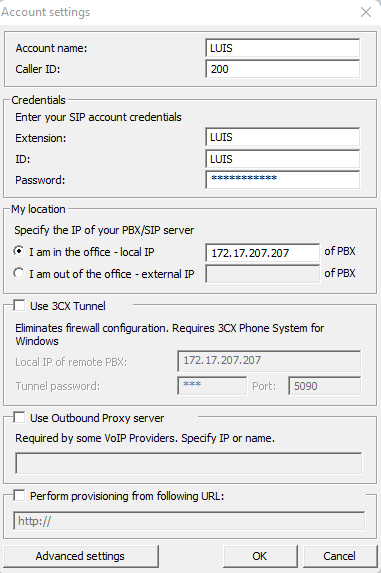 Account settings
Account name: LUIS
Caller ID: 200
Credentials
Enter your SIP account credentials
Extension: LUIS
ID: LUIS
Password: ***********
My location
Specify the IP of your PBX/SIP server
I am in the office - local IP 172.17.207.207 of PBX
I am out of the office - external IP of PBX
Use 3CX Tunnel
Eliminates firewall configuration. Requires 3CX Phone System for
Windows
Local IP of remote PBX: 172.17.207.207
Tunnel password: *** Port: 5090
Use Outbound Proxy server
Required by some VoIP Providers. Specify IP or name.
Perform provisioning from following URL:
http://
Advanced settings OK Cancel